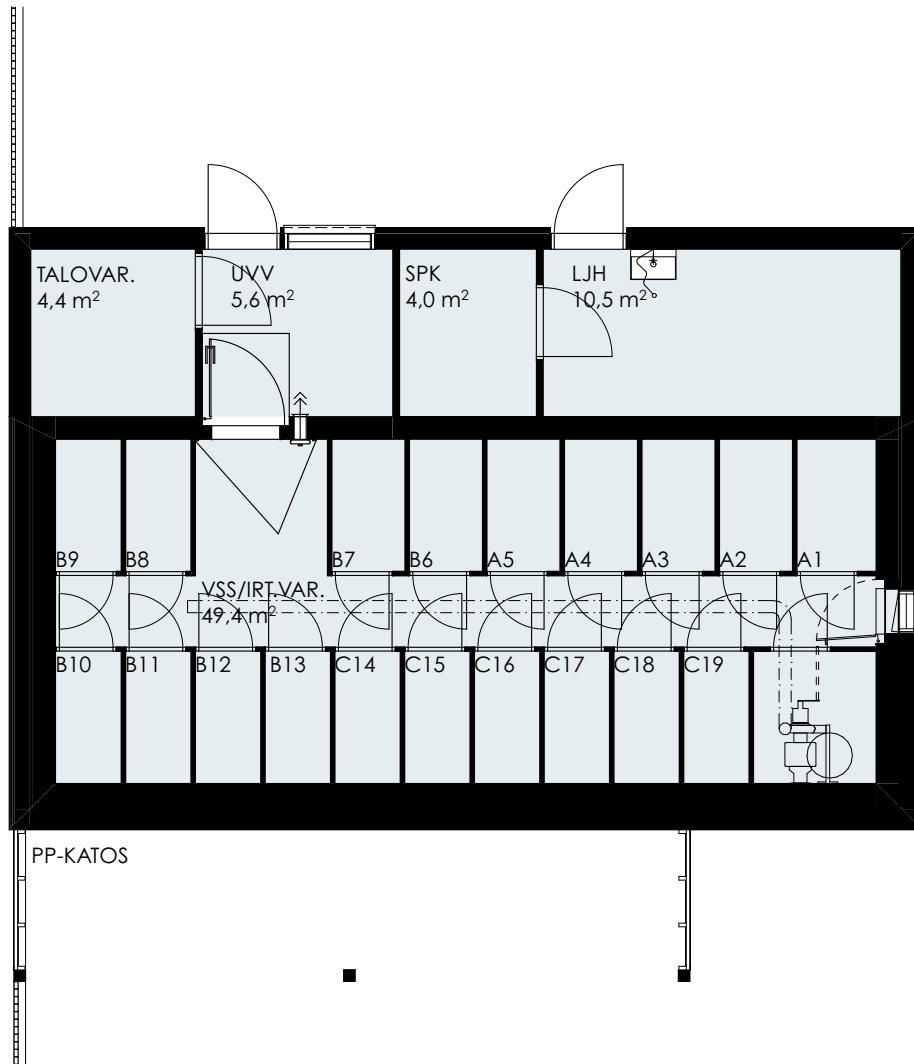 TALOVAR.
4,4 m²
UVV
5,6 m²
SPK
4,0 m²
LJH
10,5 m²
B9
B8
B7
B6
A5
A4
A3
A2
A1
VSS/IRT.VAR.
49,4 m²
B10
B11
B12
B13
C14
C15
C16
C17
C18
C19
PP-KATOS